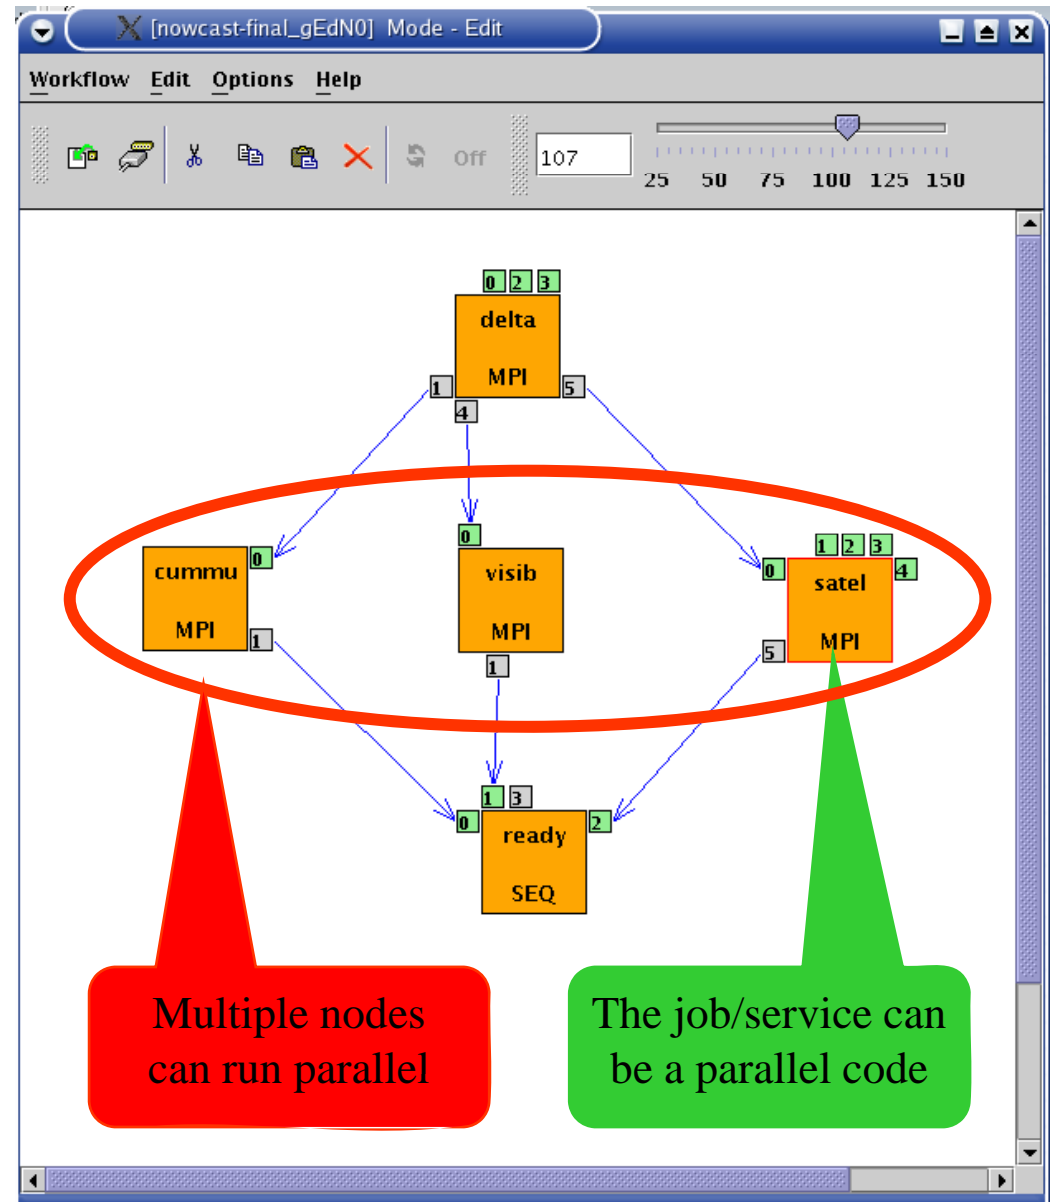 [nowcast-final_gEdN0] Mode - Edit
Workflow Edit Options Help
Off 107
25 50 75 100 125 150
0 2 3
delta
MPI
1 5
4
0
1 2 3
0
0 4
cummu
visib
satel
MPI
MPI
MPI
1
5
1
1 3
0 2
ready
SEQ
Multiple nodes
can run parallel
The job/service can
be a parallel code